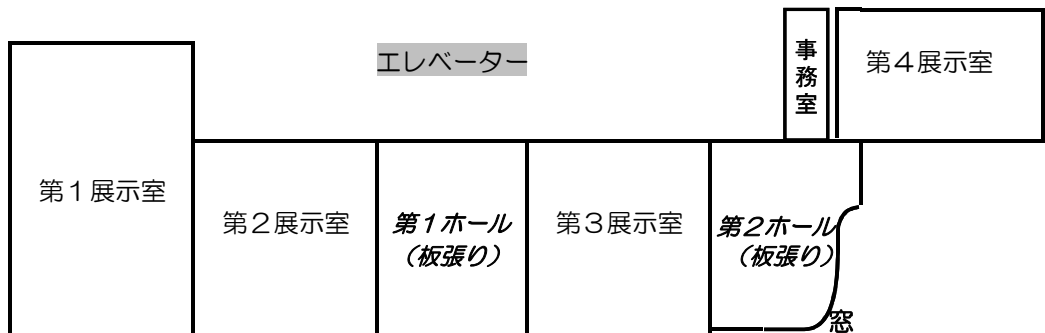 エレベーター
事務室
第４展示室
第１展示室
第２展示室
第１ホール
（板張り）
第３展示室
第２ホール
（板張り）
窓